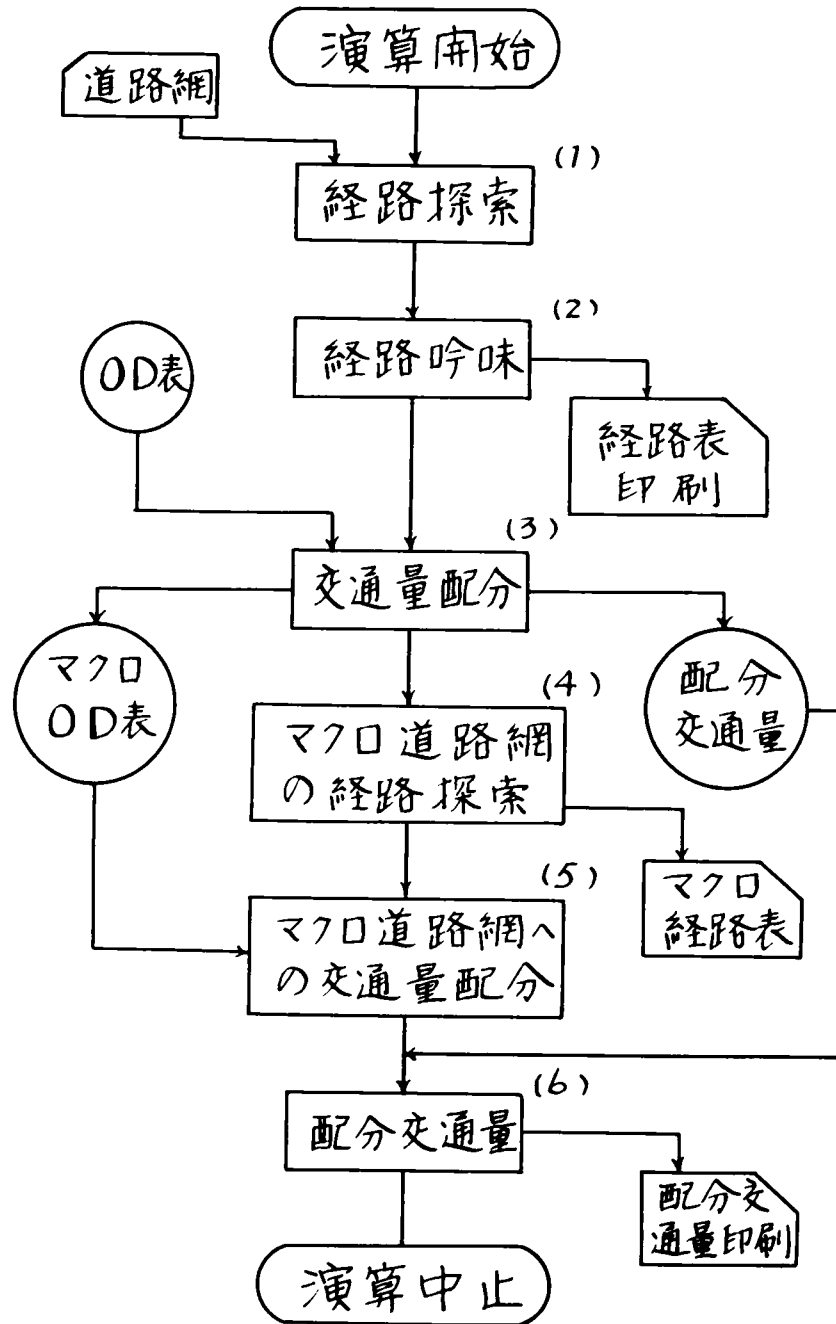 演算開始
道路網
(1)
経路探索
(2)
経路吟味
OD表
経路表
印刷
(3)
交通量配分
マクロ
OD表
配分
交通量
(4)
マクロ道路網
の経路探索
(5)
マクロ
経路表
マクロ道路網へ
の交通量配分
(6)
配分交通量
配分交
通量印刷
演算中止